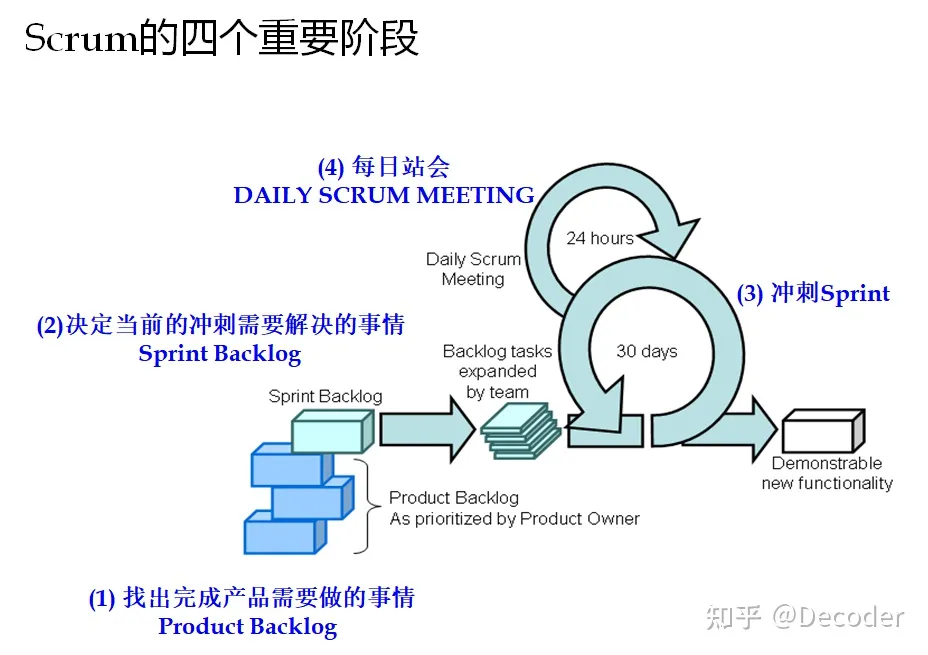 Scrum的四个重要阶段
(4) 每日站会
DAILY SCRUM MEETING
24 hours
Daily Scrum
Meeting
(3) 冲刺Sprint
(2)决定当前的冲刺需要解决的事情
Sprint Backlog
Backlog tasks
expanded
by team
30 days
Sprint Backlog
Demonstrable
new functionality
Product Backlog
As prioritized by Product Owner
(1) 找出完成产品需要做的事情
Product Backlog
知乎 @Decoder